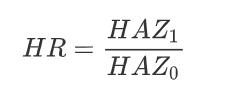 HR = HAZ₁ / HAZ₀